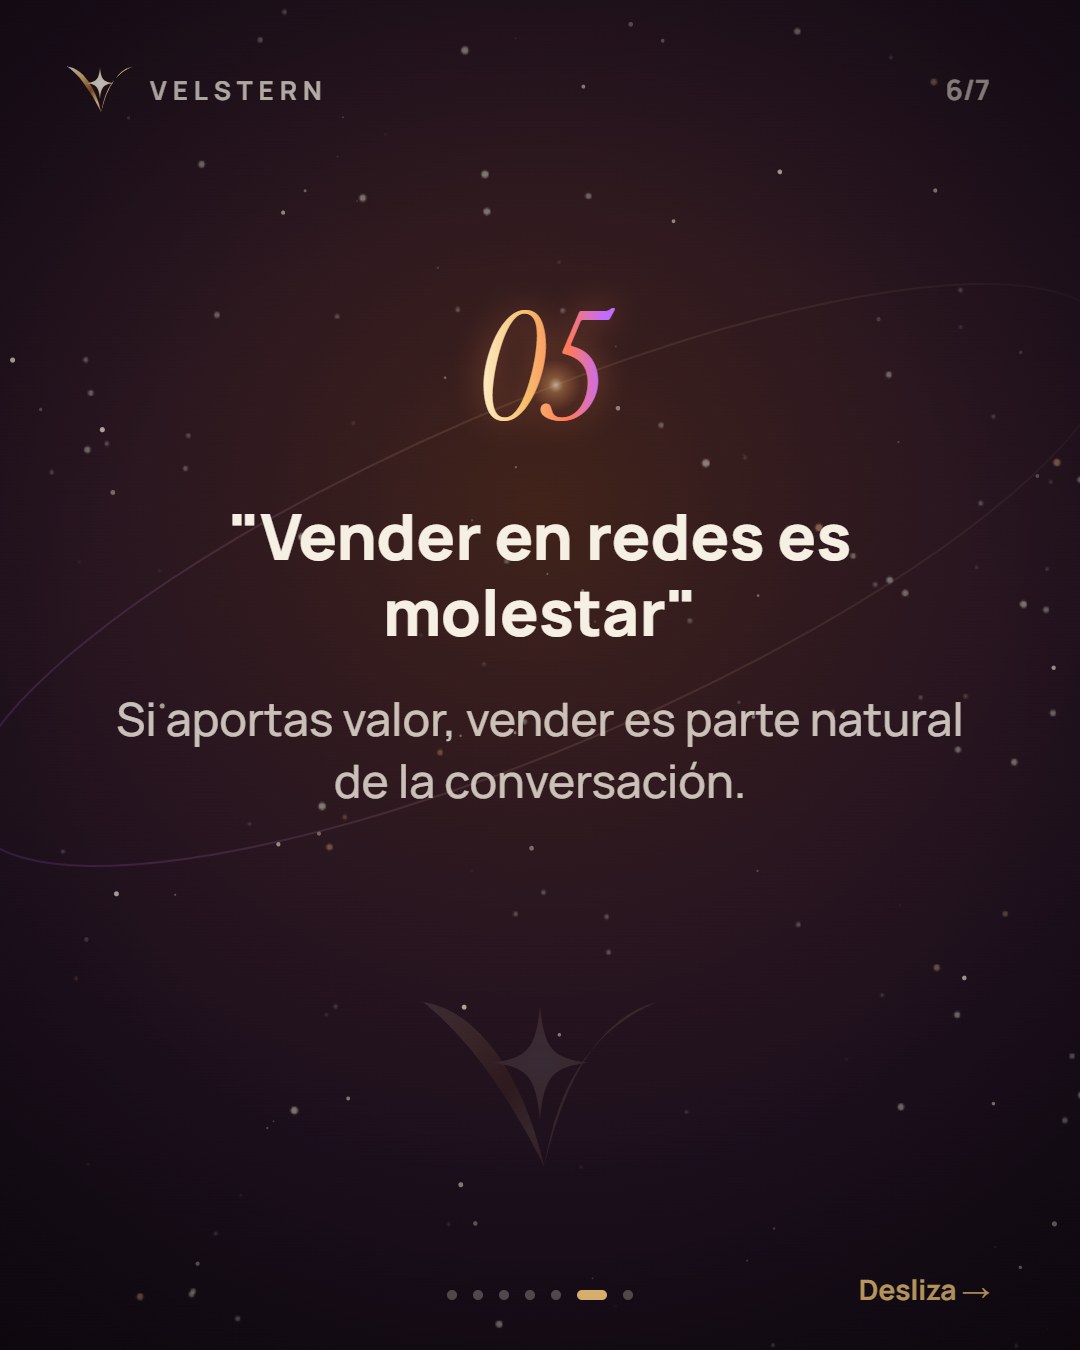 VELSTERN
6/7
05
"Vender en redes es
molestar"
Si aportas valor, vender es parte natural
de la conversación.
Desliza →